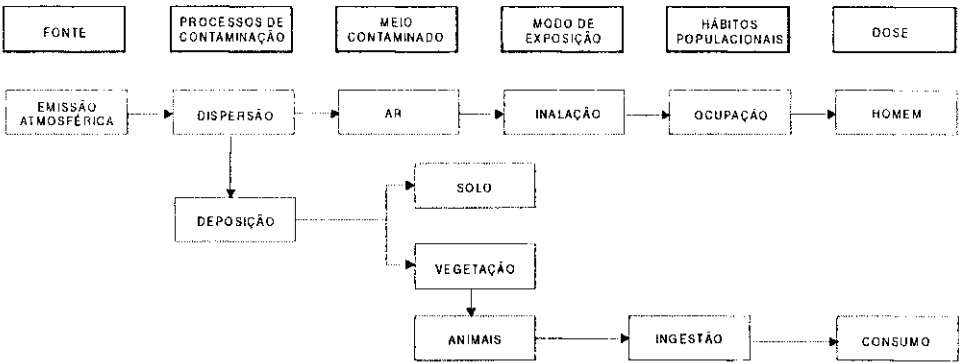 FONTE
PROCESSOS DE
CONTAMINAÇÃO
MEIO
CONTAMINADO
MODO DE
EXPOSIÇÃO
HÁBITOS
POPULACIONAIS
DOSE
EMISSÃO
ATMOSFÉRICA
DISPERSÃO
AR
INALAÇÃO
OCUPAÇÃO
HOMEM
SOLO
DEPOSIÇÃO
VEGETAÇÃO
ANIMAIS
INGESTÃO
CONSUMO